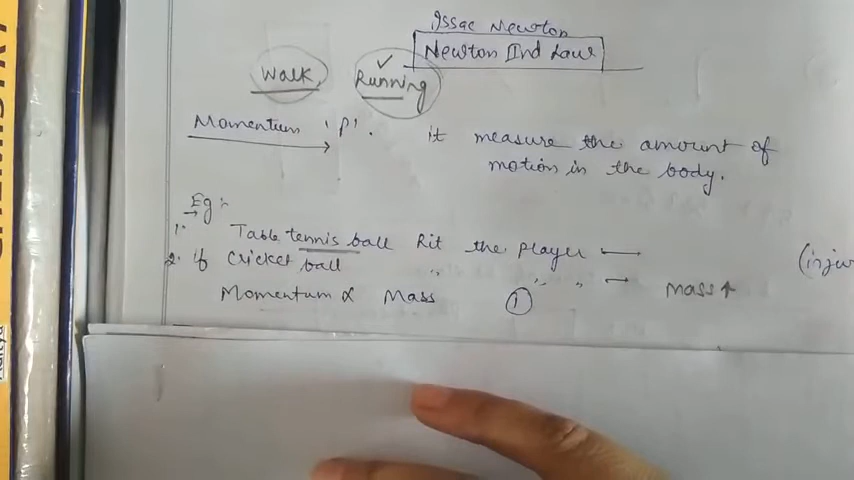 Issac Newton
Newton IInd Law
Walk, Running
Momentum 'P'. it measure the amount of
motion in the body.
Eg:-
1. Table tennis ball hit the player
2. if cricket ball " " " Mass↑
(injur
Momentum ∝ Mass ①